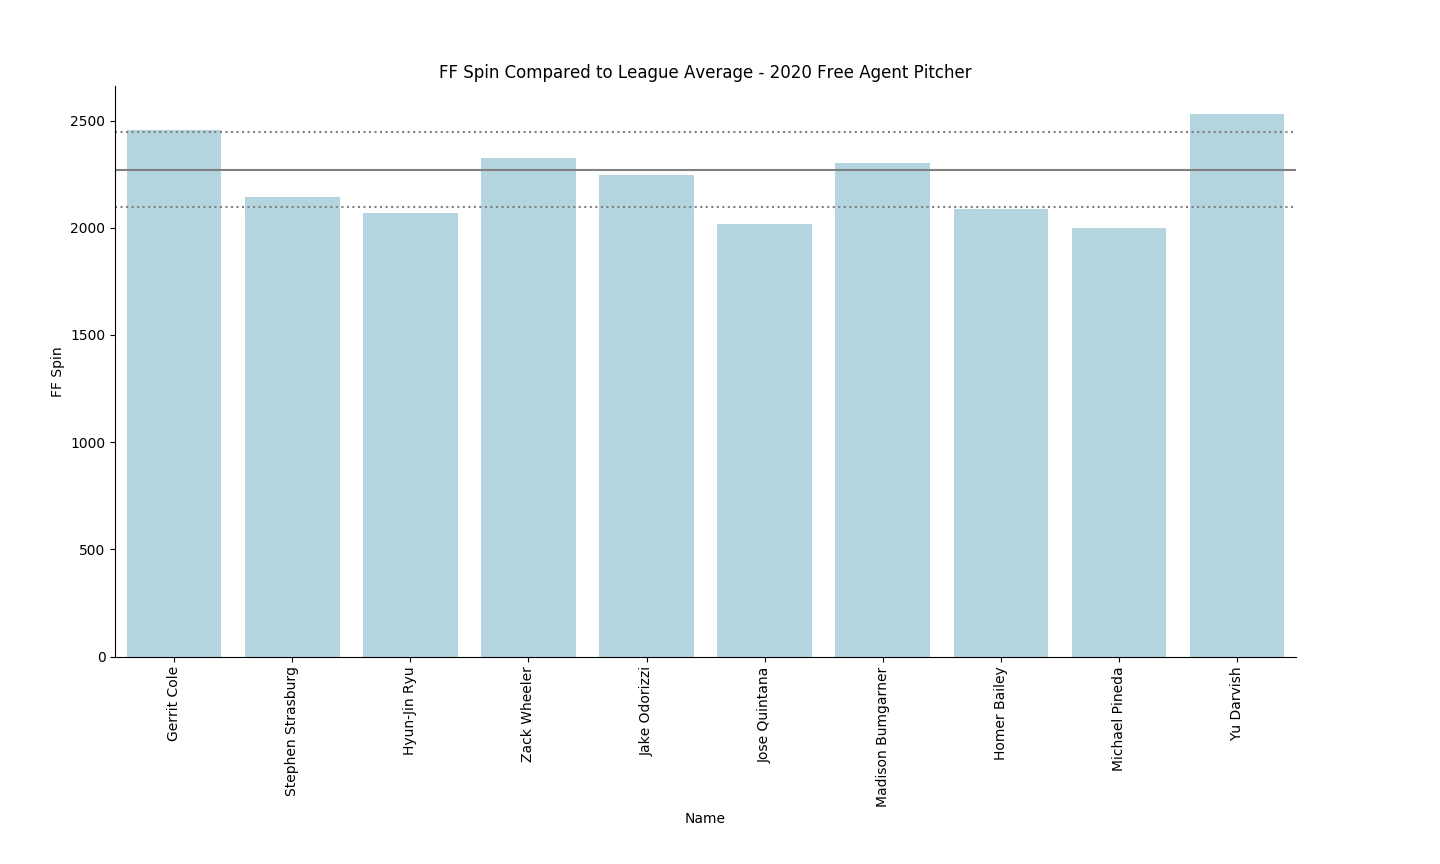 FF Spin Compared to League Average - 2020 Free Agent Pitcher
2500
2000
1500
1000
500
0
FF Spin
Gerrit Cole
Stephen Strasburg
Hyun-Jin Ryu
Zack Wheeler
Jake Odorizzi
Jose Quintana
Madison Bumgarner
Homer Bailey
Michael Pineda
Yu Darvish
Name